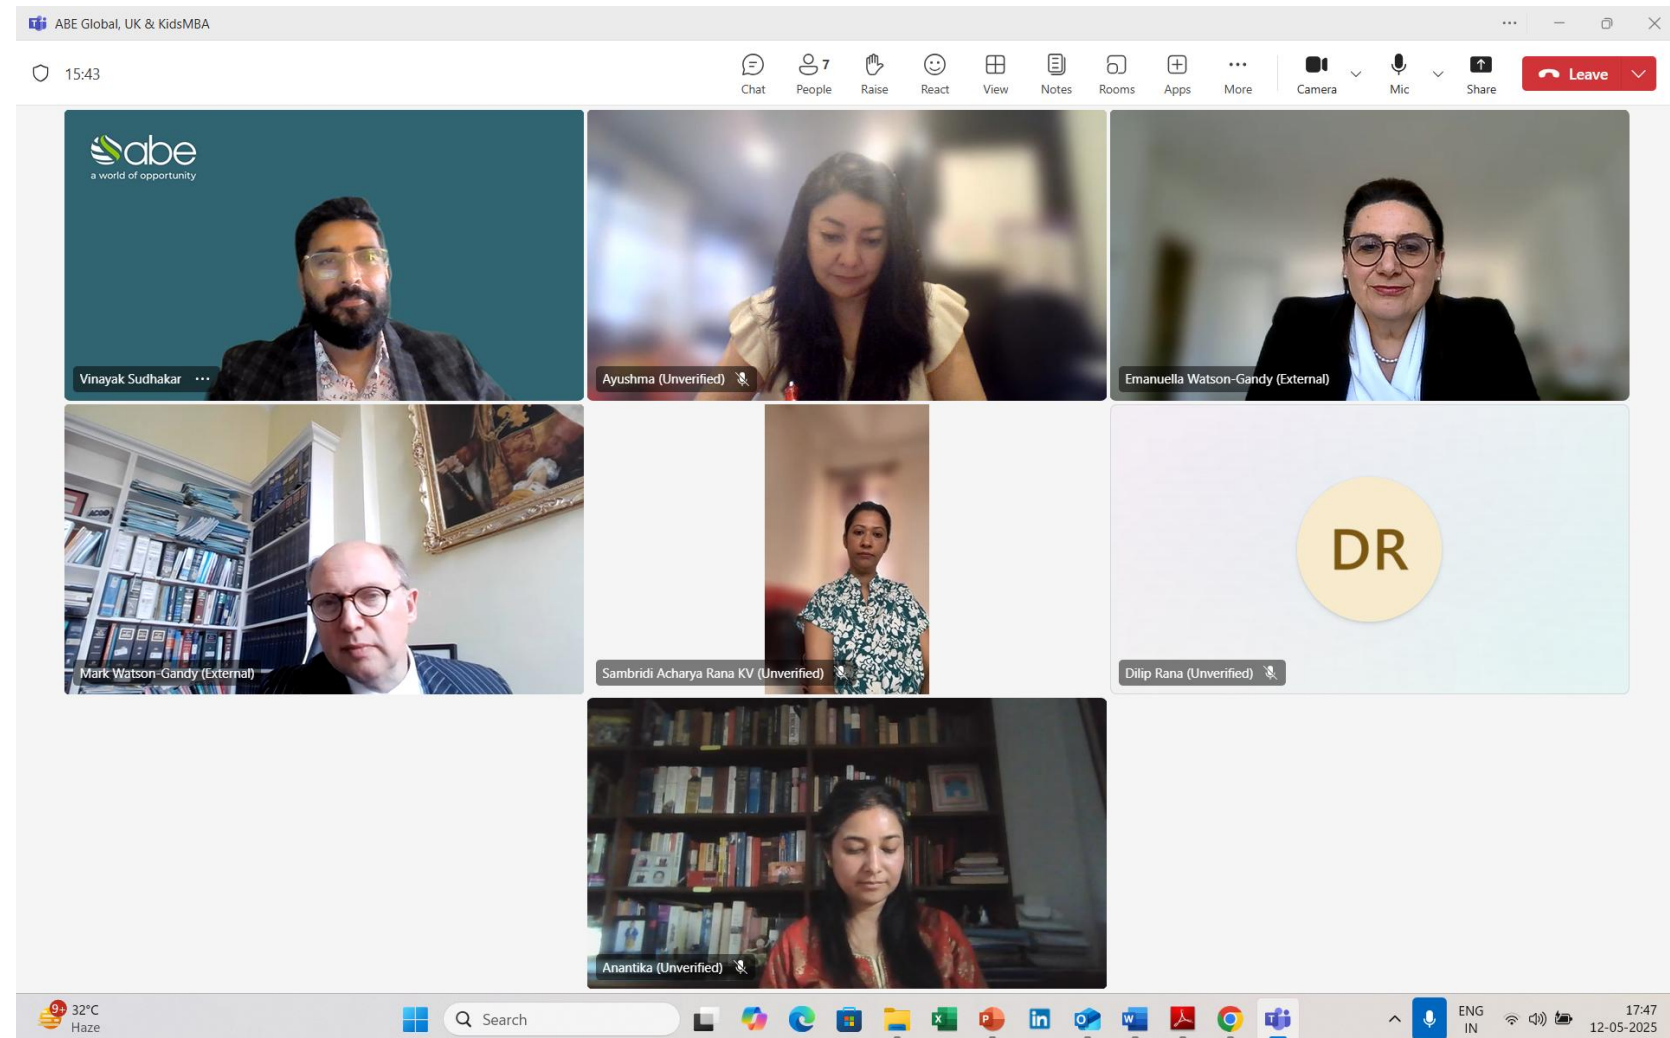 ABE Global, UK & KidsMBA
15:43
Chat
7
People
Raise
React
View
Notes
Rooms
Apps
More
Camera
Mic
Share
Leave
abe
a world of opportunity
Vinayak Sudhakar
Ayushma (Unverified)
Emanuella Watson-Gandy (External)
Mark Watson-Gandy (External)
Sambridi Acharya Rana KV (Unverified)
DR
Dilip Rana (Unverified)
Anantika (Unverified)
9+
32°C
Haze
Search
ENG
IN
17:47
12-05-2025